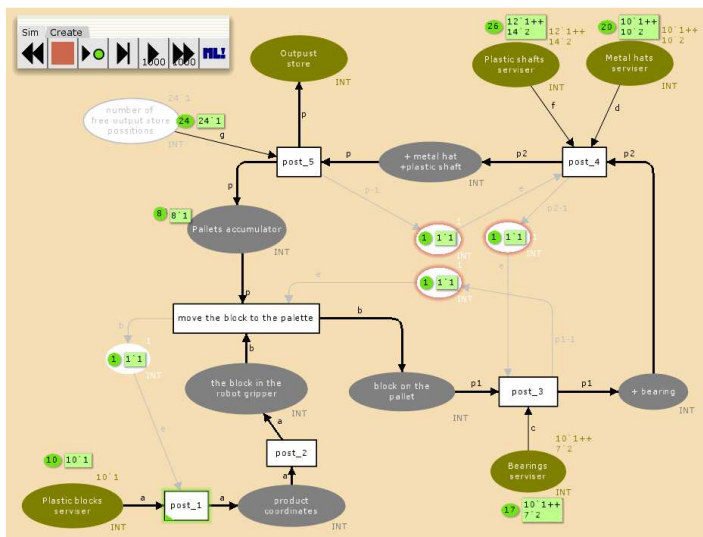 Sim Create
1000 1000 ML!
Outpust
store
INT
26 12`1++
14`2
12`1++
14`2
Plastic shafts
serviser
INT
20 10`1++
10`2
10`1++
10`2
Metal hats
serviser
INT
24`1
number of
free output store
possitions
24 24`1
INT
g
p
f
d
post_5
p
+ metal hat
+plastic shaft
INT
p2
post_4
p2
p
p-1
e
p2-1
8 8`1
Pallets accumulator
INT
1 1`1
1
INT
1 1`1
1
INT
1 1`1
INT
p
e
e
move the block to the palette
b
b
p1-1
1 1`1
1
INT
b
the block in the
robot gripper
INT
block on the
pallet
INT
p1
post_3
p1
+ bearing
INT
e
a
c
10`1++
7`2
post_2
10 10`1
10`1
a
Bearings
serviser
INT
Plastic blocks
serviser
INT
a
post_1
a
product
coordinates
INT
17 10`1++
7`2